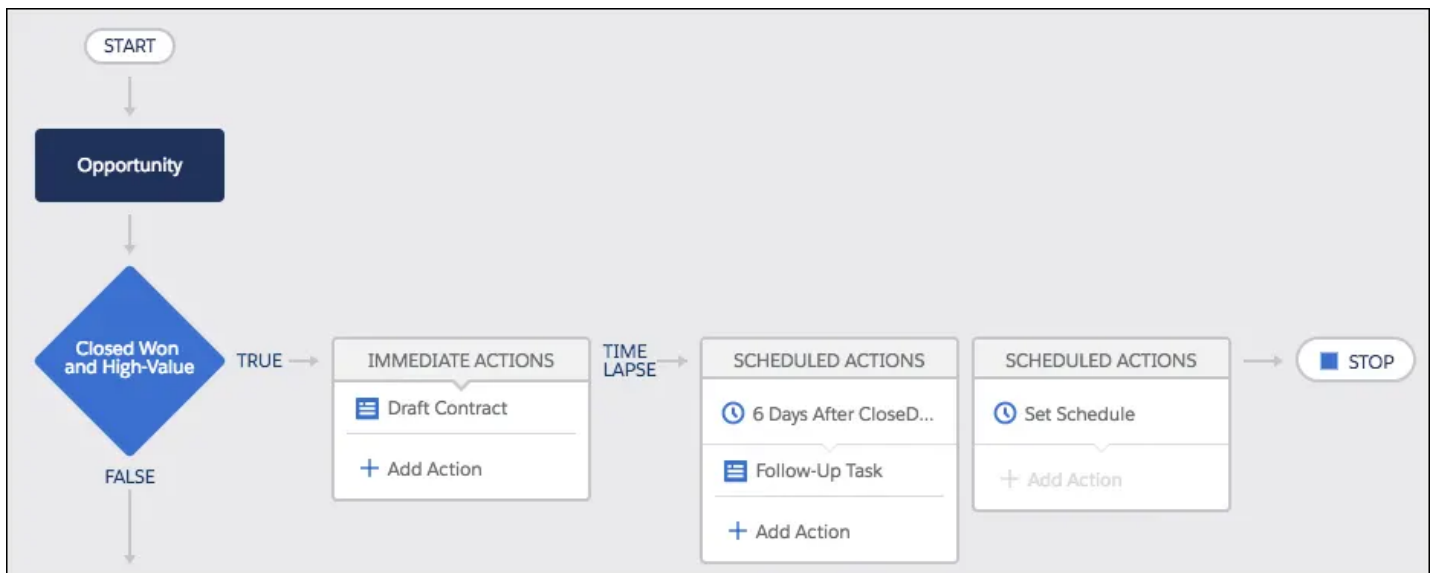 START
Opportunity
Closed Won
and High-Value
TRUE
IMMEDIATE ACTIONS
Draft Contract
Add Action
TIME
LAPSE
SCHEDULED ACTIONS
6 Days After CloseD...
Follow-Up Task
Add Action
SCHEDULED ACTIONS
Set Schedule
Add Action
STOP
FALSE